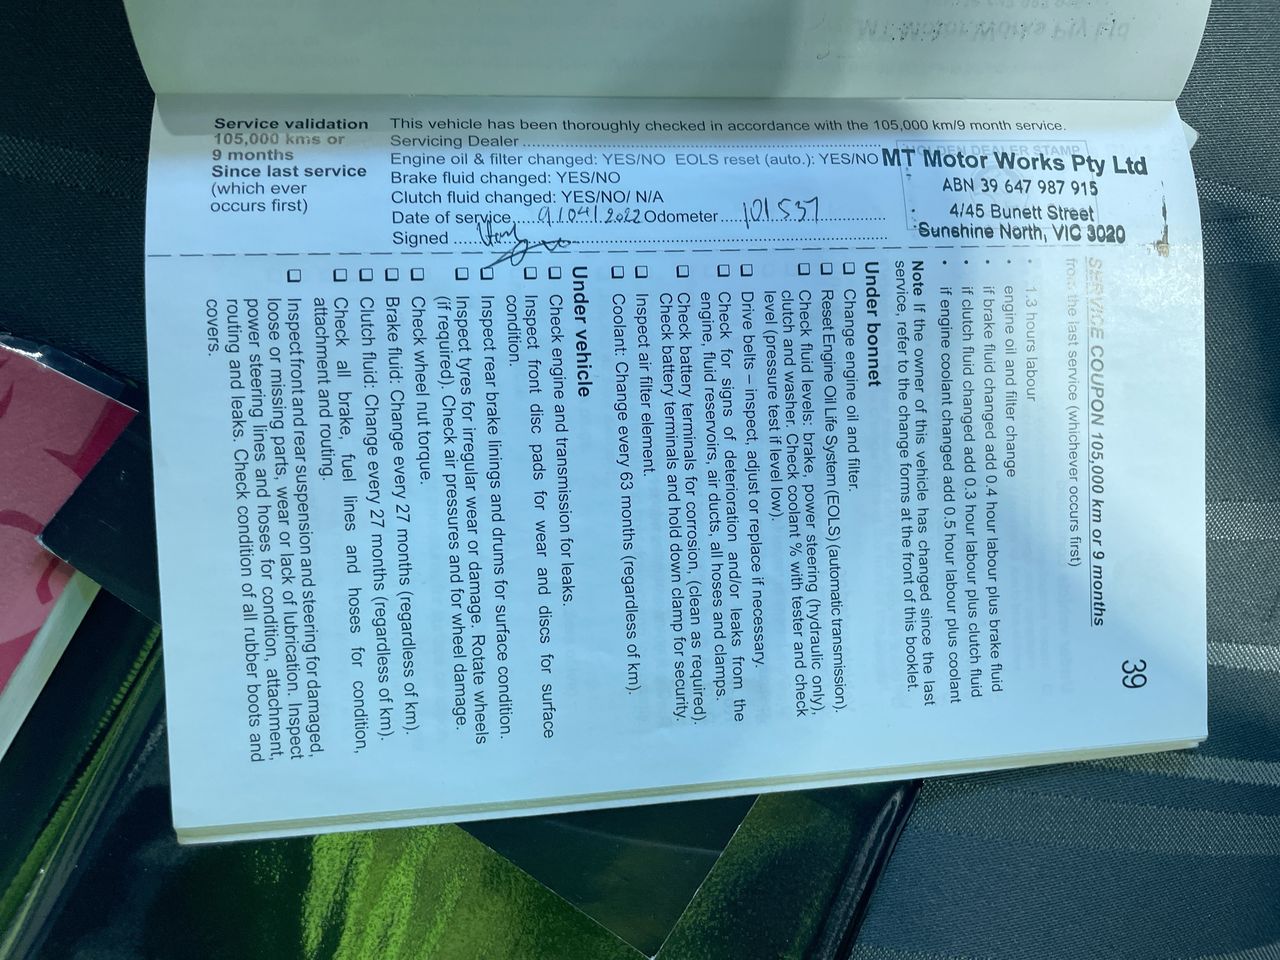 Service validation
105,000 kms or
9 months
Since last service
(which ever
occurs first)
This vehicle has been thoroughly checked in accordance with the 105,000 km/9 month service.
Servicing Dealer
Engine oil & filter changed: YES/NO EOLS reset (auto.): YES/NO
Brake fluid changed: YES/NO
Clutch fluid changed: YES/NO/ N/A
Date of service 9/04/2022 Odometer 101537
Signed
HOLDEN DEALER STAMP
MT Motor Works Pty Ltd
ABN 39 647 987 915
4/45 Bunett Street
Sunshine North, VIC 3020
39
SERVICE COUPON 105,000 km or 9 months
from the last service (whichever occurs first)
• 1.3 hours labour
• engine oil and filter change
• if brake fluid changed add 0.4 hour labour plus brake fluid
• if clutch fluid changed add 0.3 hour labour plus clutch fluid
• if engine coolant changed add 0.5 hour labour plus coolant
Note If the owner of this vehicle has changed since the last
service, refer to the change forms at the front of this booklet.
Under bonnet
❑ Change engine oil and filter.
❑ Reset Engine Oil Life System (EOLS) (automatic transmission).
❑ Check fluid levels: brake, power steering (hydraulic only),
clutch and washer. Check coolant % with tester and check
level (pressure test if level low).
❑ Drive belts – inspect, adjust or replace if necessary.
❑ Check for signs of deterioration and/or leaks from the
engine, fluid reservoirs, air ducts, all hoses and clamps.
❑ Check battery terminals for corrosion, (clean as required).
Check battery terminals and hold down clamp for security.
❑ Inspect air filter element.
❑ Coolant: Change every 63 months (regardless of km).
Under vehicle
❑ Check engine and transmission for leaks.
❑ Inspect front disc pads for wear and discs for surface
condition.
❑ Inspect rear brake linings and drums for surface condition.
❑ Inspect tyres for irregular wear or damage. Rotate wheels
(if required). Check air pressures and for wheel damage.
❑ Check wheel nut torque.
❑ Brake fluid: Change every 27 months (regardless of km).
❑ Clutch fluid: Change every 27 months (regardless of km).
❑ Check all brake, fuel lines and hoses for condition,
attachment and routing.
❑ Inspect front and rear suspension and steering for damaged,
loose or missing parts, wear or lack of lubrication. Inspect
power steering lines and hoses for condition, attachment,
routing and leaks. Check condition of all rubber boots and
covers.